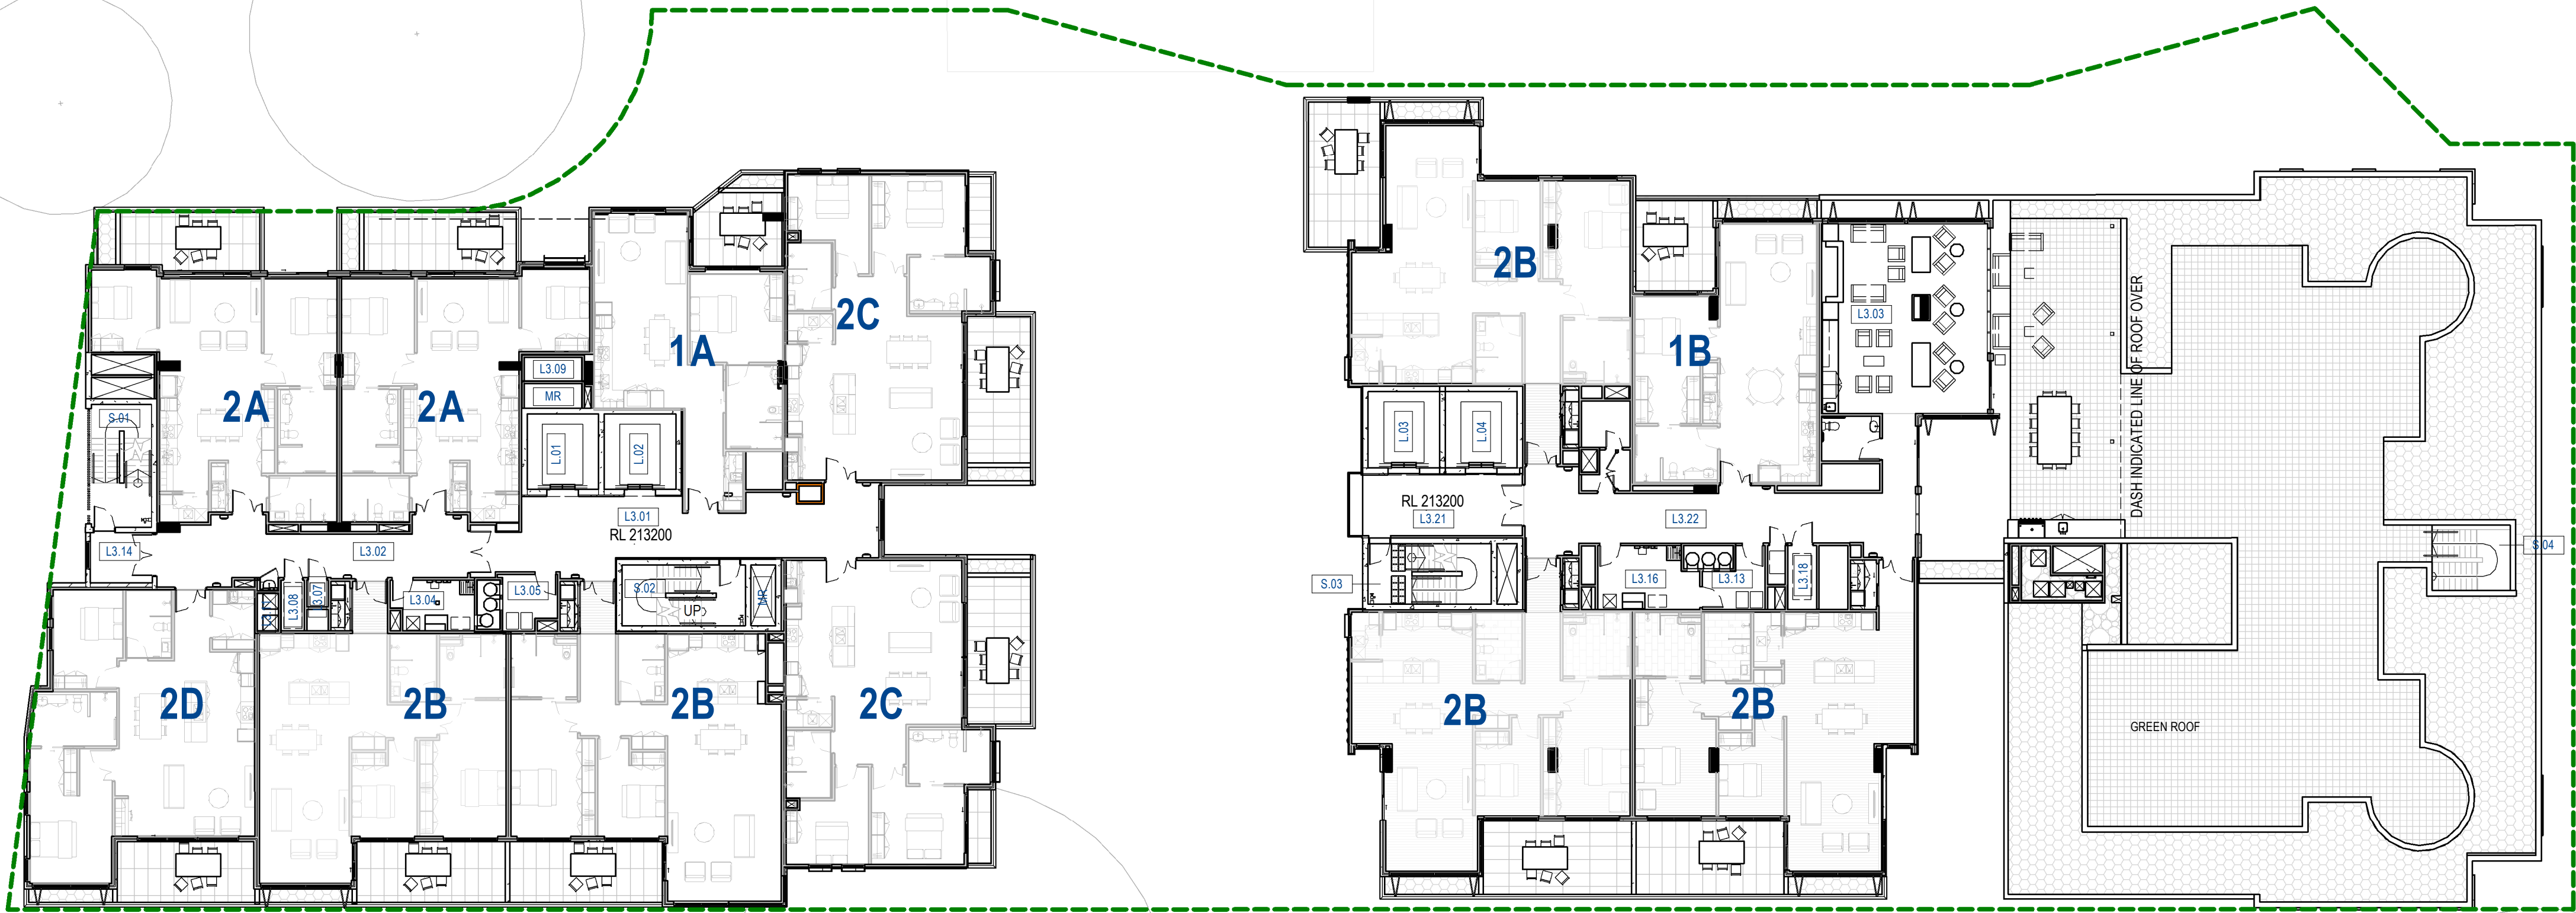 2B
2C
L3.03
1A
1B
DASH INDICATED LINE OF ROOF OVER
L3.09
MR
2A
2A
S.01
L.01
L.02
L.03
L.04
RL 213200
L3.21
L3.01
RL 213200
L3.22
L3.14
L3.02
S.04
L3.16
L3.13
L3.18
S.03
S.02
L3.08
3.07
L3.04
L3.05
MR
UP
2D
2B
2B
2C
2B
2B
GREEN ROOF